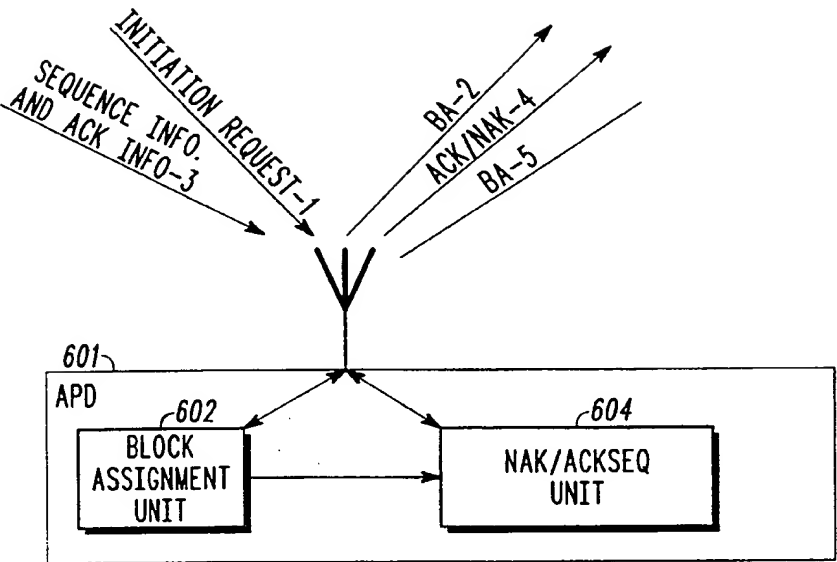 INITIATION REQUEST-1
SEQUENCE INFO.
AND ACK INFO-3
BA-2
ACK/NAK-4
BA-5
601
APD
602
BLOCK
ASSIGNMENT
UNIT
604
NAK/ACKSEQ
UNIT